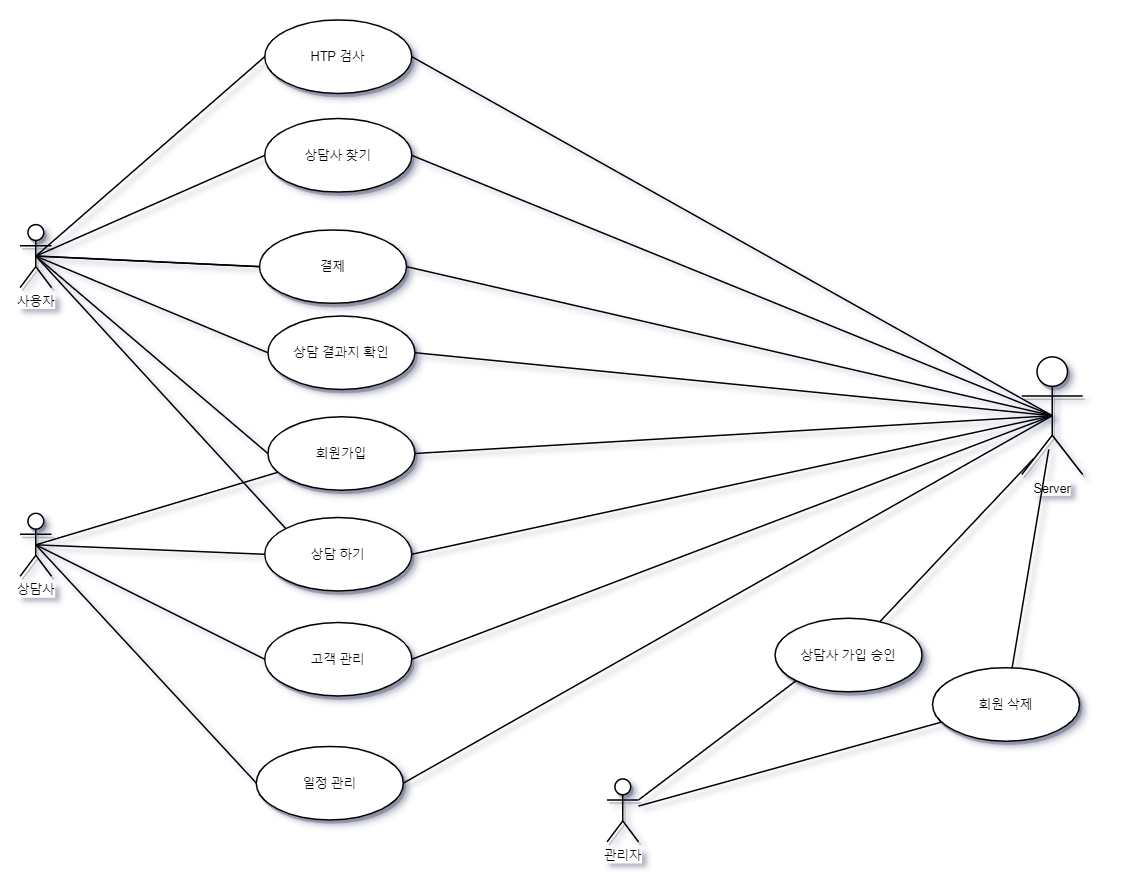 HTP 검사
상담사 찾기
사용자
결제
상담 결과지 확인
회원가입
Server
상담 하기
상담사
고객 관리
상담사 가입 승인
회원 삭제
일정 관리
관리자